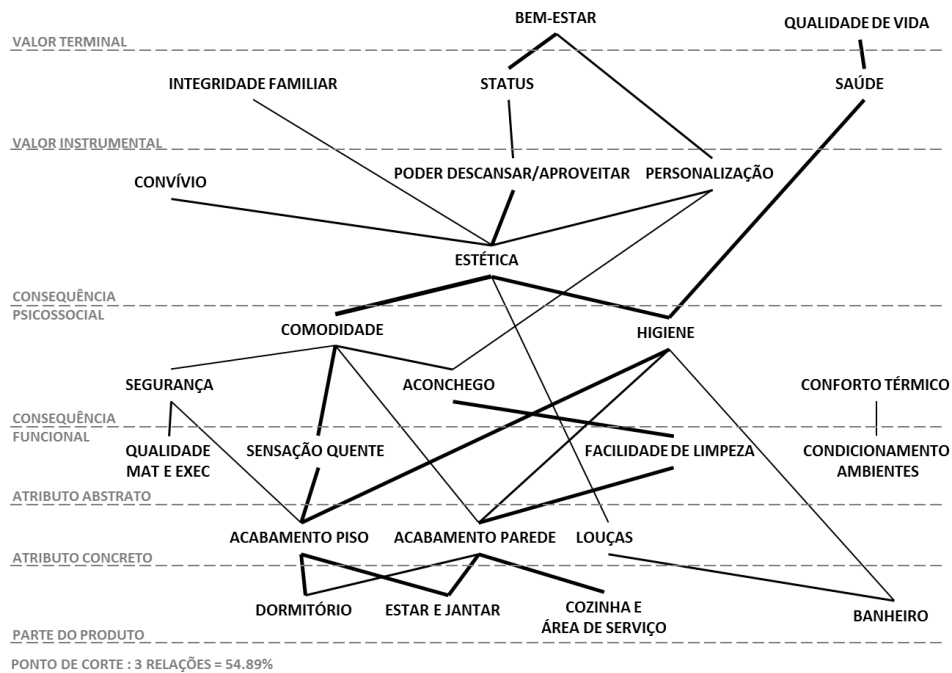 BEM-ESTAR
QUALIDADE DE VIDA
VALOR TERMINAL
INTEGRIDADE FAMILIAR
STATUS
SAÚDE
VALOR INSTRUMENTAL
CONVÍVIO
PODER DESCANSAR/APROVEITAR
PERSONALIZAÇÃO
ESTÉTICA
CONSEQUÊNCIA
PSICOSSOCIAL
COMODIDADE
HIGIENE
SEGURANÇA
ACONCHEGO
CONFORTO TÉRMICO
CONSEQUÊNCIA
FUNCIONAL
QUALIDADE
MAT E EXEC
SENSAÇÃO QUENTE
FACILIDADE DE LIMPEZA
CONDICIONAMENTO
AMBIENTES
ATRIBUTO ABSTRATO
ACABAMENTO PISO
ACABAMENTO PAREDE
LOUÇAS
ATRIBUTO CONCRETO
DORMITÓRIO
ESTAR E JANTAR
COZINHA E
ÁREA DE SERVIÇO
BANHEIRO
PARTE DO PRODUTO
PONTO DE CORTE : 3 RELAÇÕES = 54.89%